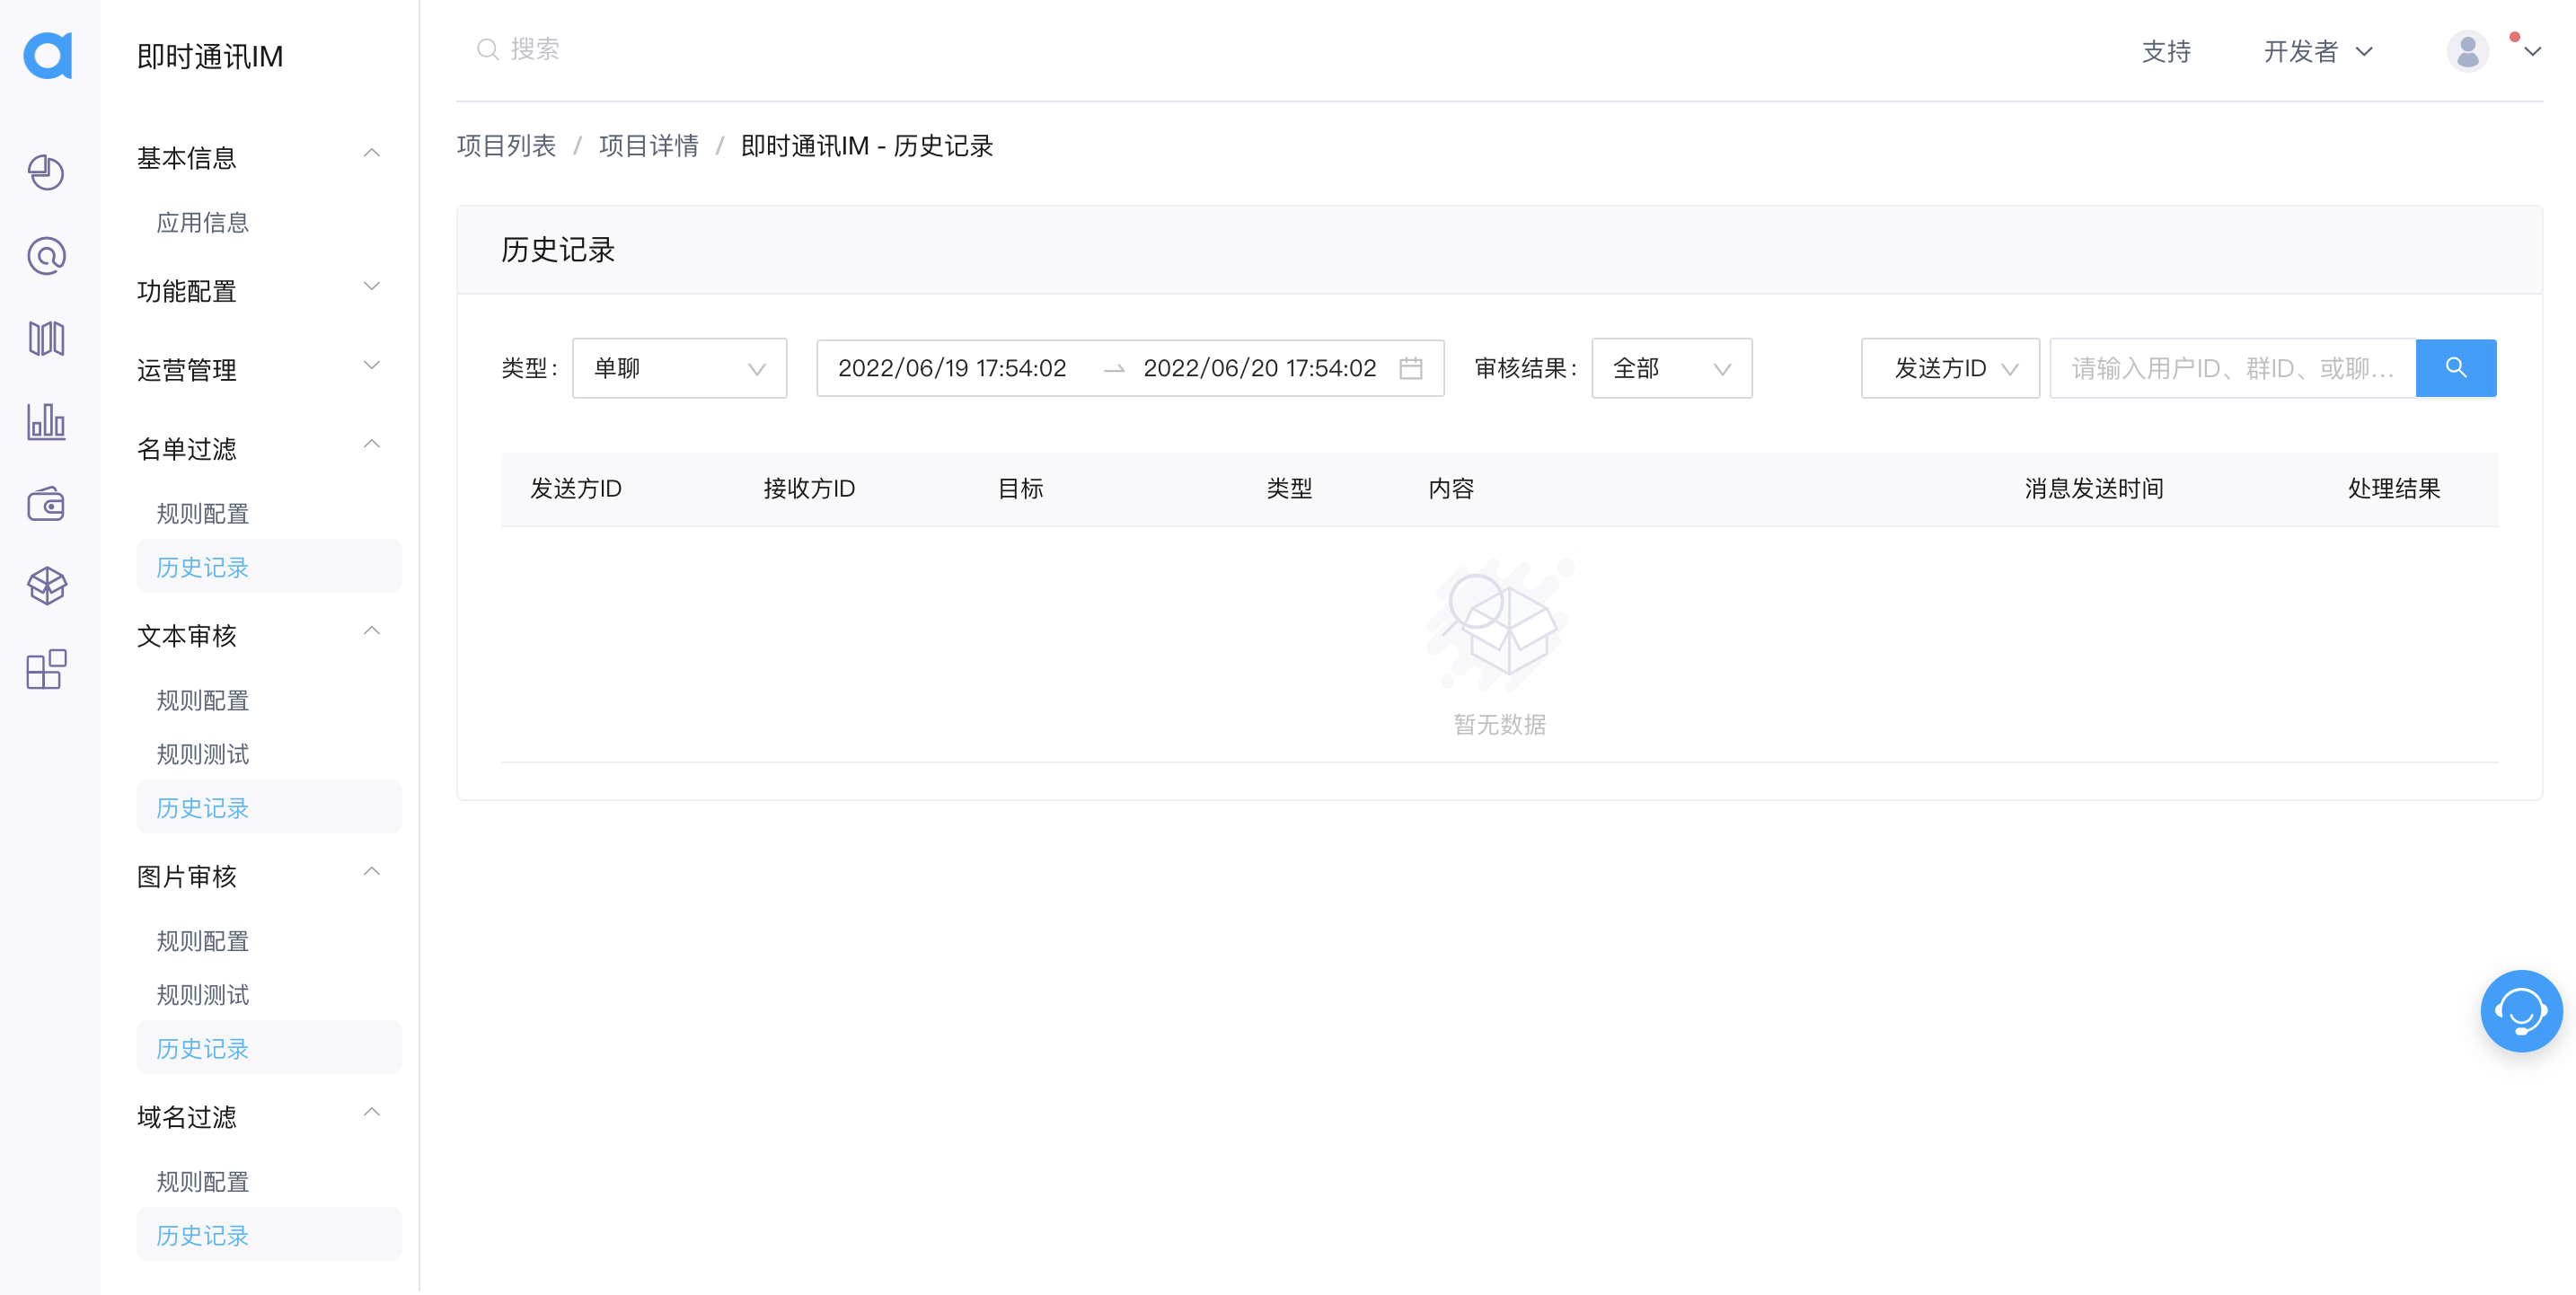 即时通讯IM
基本信息
应用信息
功能配置
运营管理
名单过滤
规则配置
历史记录
文本审核
规则配置
规则测试
历史记录
图片审核
规则配置
规则测试
历史记录
域名过滤
规则配置
历史记录
搜索
支持
开发者
项目列表 / 项目详情 / 即时通讯IM - 历史记录
历史记录
类型: 单聊 2022/06/19 17:54:02 2022/06/20 17:54:02 审核结果: 全部 发送方ID 请输入用户ID、群ID、或聊...
发送方ID 接收方ID 目标 类型 内容 消息发送时间 处理结果
暂无数据